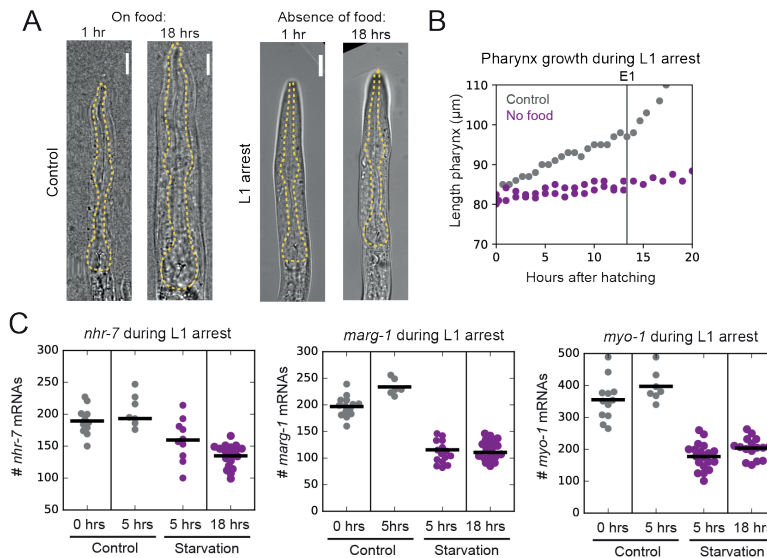 A
On food:
1 hr
18 hrs
Absence of food:
1 hr
18 hrs
Control
L1 arrest
B
Pharynx growth during L1 arrest
E1
Control
No food
Length pharynx (µm)
110
100
90
80
70
0
5
10
15
20
Hours after hatching
C
nhr-7 during L1 arrest
# nhr-7 mRNAs
300
250
200
150
100
50
0 hrs
5 hrs
5 hrs
18 hrs
Control
Starvation
marg-1 during L1 arrest
# marg-1 mRNAs
300
250
200
150
100
50
0
0 hrs
5hrs
5 hrs
18 hrs
Control
Starvation
myo-1 during L1 arrest
# myo-1 mRNAs
500
400
300
200
100
0
0 hrs
5 hrs
5 hrs
18 hrs
Control
Starvation